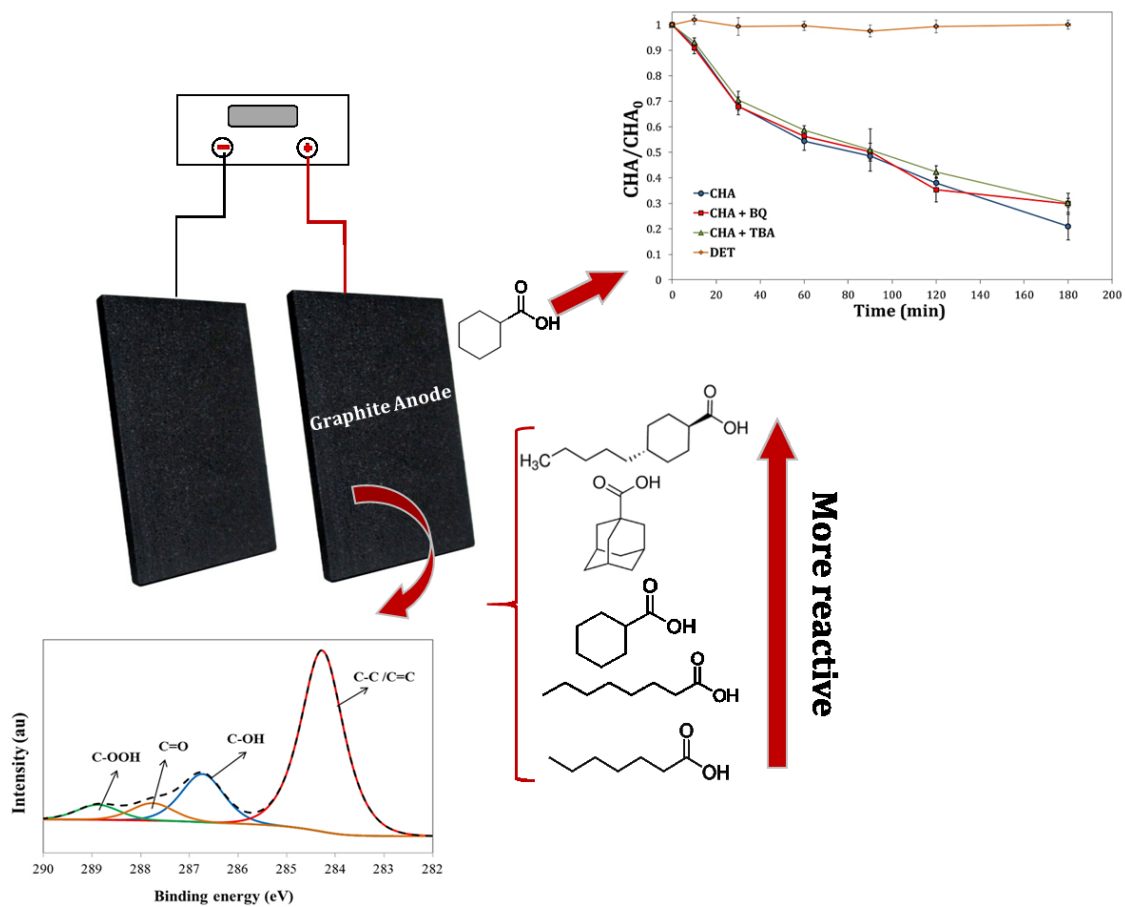 − +
CHA/CHA0
1
0.9
0.8
0.7
0.6
0.5
0.4
0.3
0.2
0.1
0
CHA
CHA + BQ
CHA + TBA
DET
0 20 40 60 80 100 120 140 160 180 200
Time (min)
O
OH
Graphite Anode
O
OH
H3C
O OH
O
OH
O
OH
O
OH
More reactive
Intensity (au)
C-C /C=C
C-OH
C=O
C-OOH
290 289 288 287 286 285 284 283 282
Binding energy (eV)